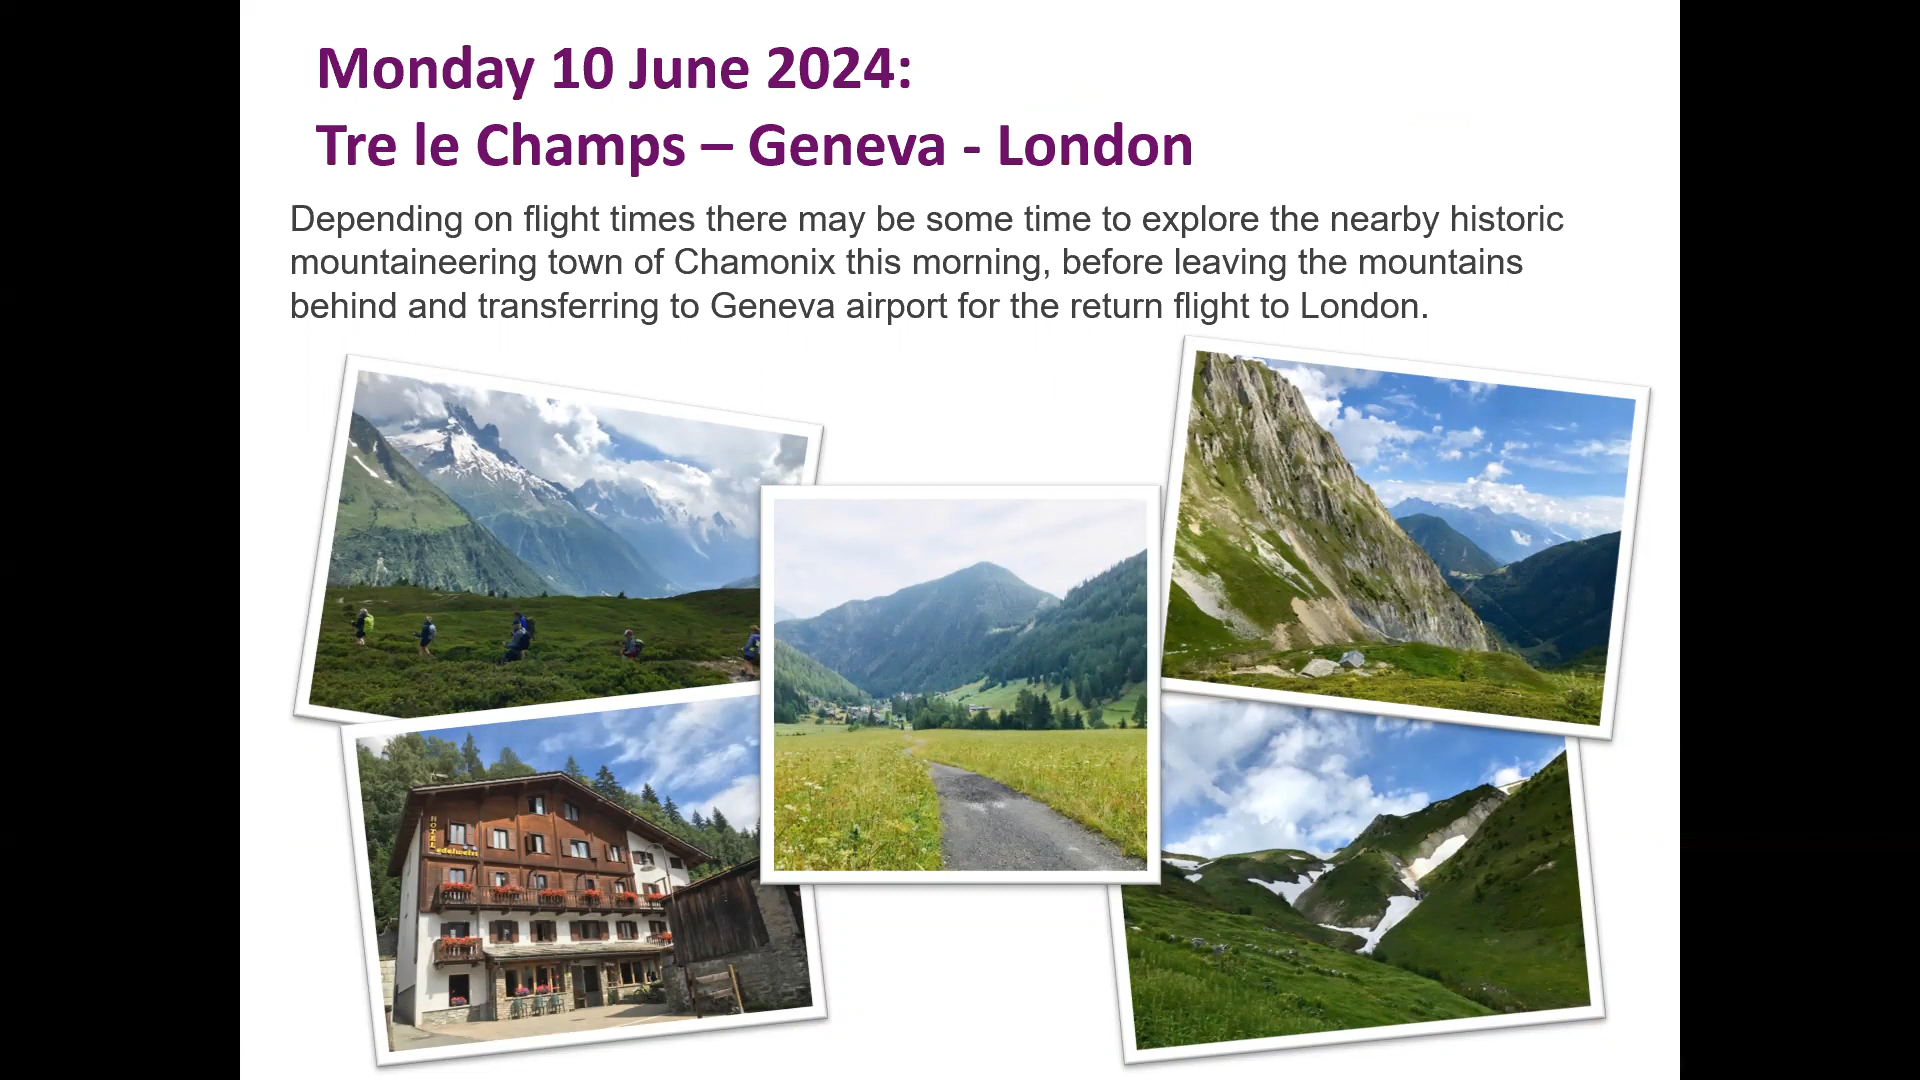 Monday 10 June 2024:
Tre le Champs – Geneva - London
Depending on flight times there may be some time to explore the nearby historic
mountaineering town of Chamonix this morning, before leaving the mountains
behind and transferring to Geneva airport for the return flight to London.
HOTEL
edelweiss